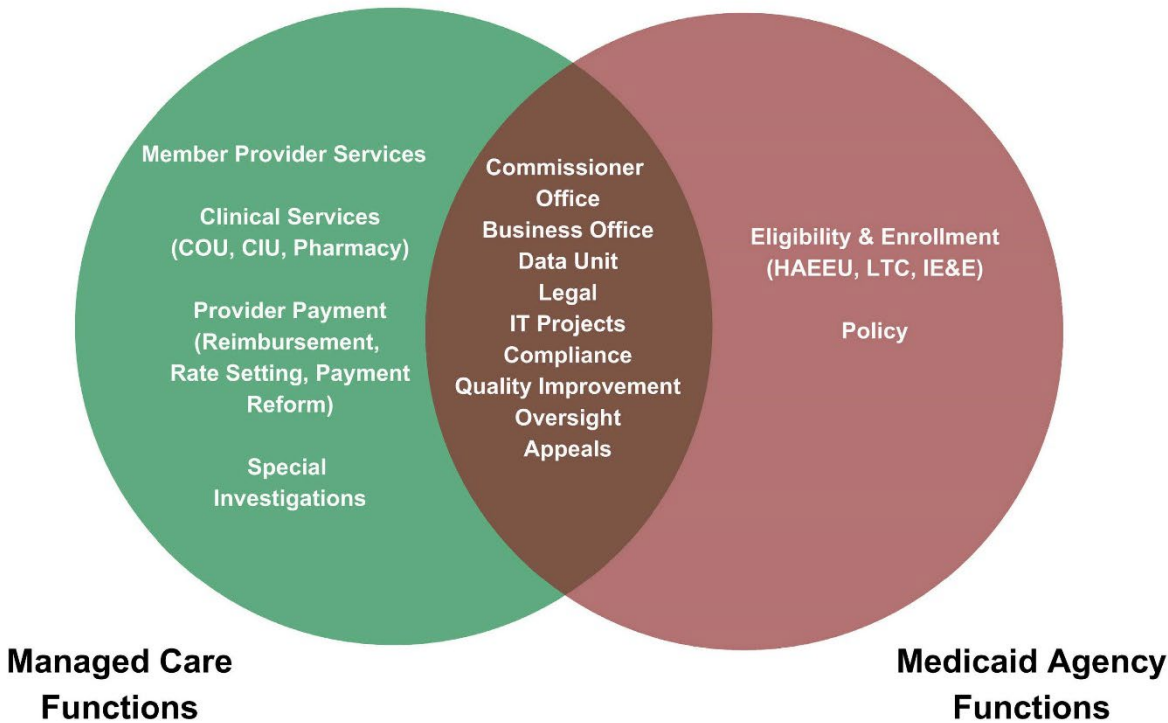 Member Provider Services
Clinical Services
(COU, CIU, Pharmacy)
Provider Payment
(Reimbursement,
Rate Setting, Payment
Reform)
Special
Investigations
Commissioner
Office
Business Office
Data Unit
Legal
IT Projects
Compliance
Quality Improvement
Oversight
Appeals
Eligibility & Enrollment
(HAEEU, LTC, IE&E)
Policy
Managed Care
Functions
Medicaid Agency
Functions